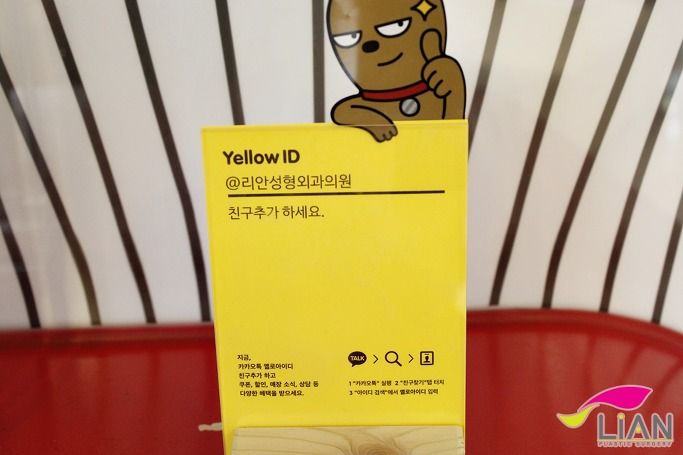 Yellow ID
@리안성형외과의원
친구추가 하세요.
지금,
카카오톡 옐로아이디
친구추가 하고
쿠폰, 할인, 매장 소식, 상담 등
다양한 혜택을 받으세요.
TALK
1 "카카오톡" 실행 2 "친구찾기"탭 터치
3 "아이디 검색"에서 옐로아이디 입력
LIAN
PLASTIC SURGERY